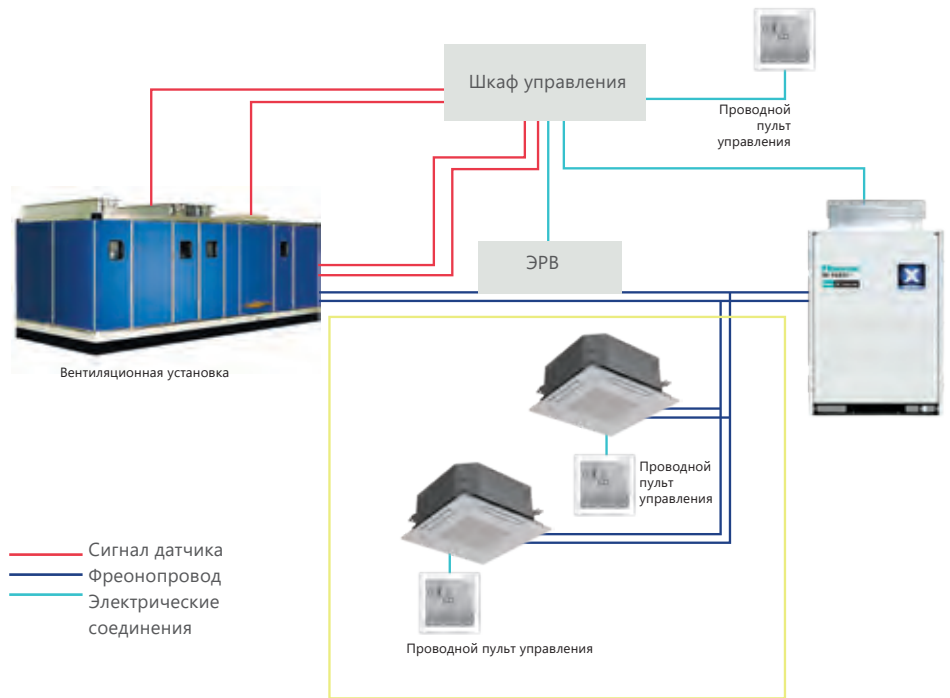 Шкаф управления
Проводной
пульт
управления
ЭРВ
X
Вентиляционная установка
Проводной
пульт
управления
Сигнал датчика
Фреонопровод
Электрические
соединения
Проводной пульт управления